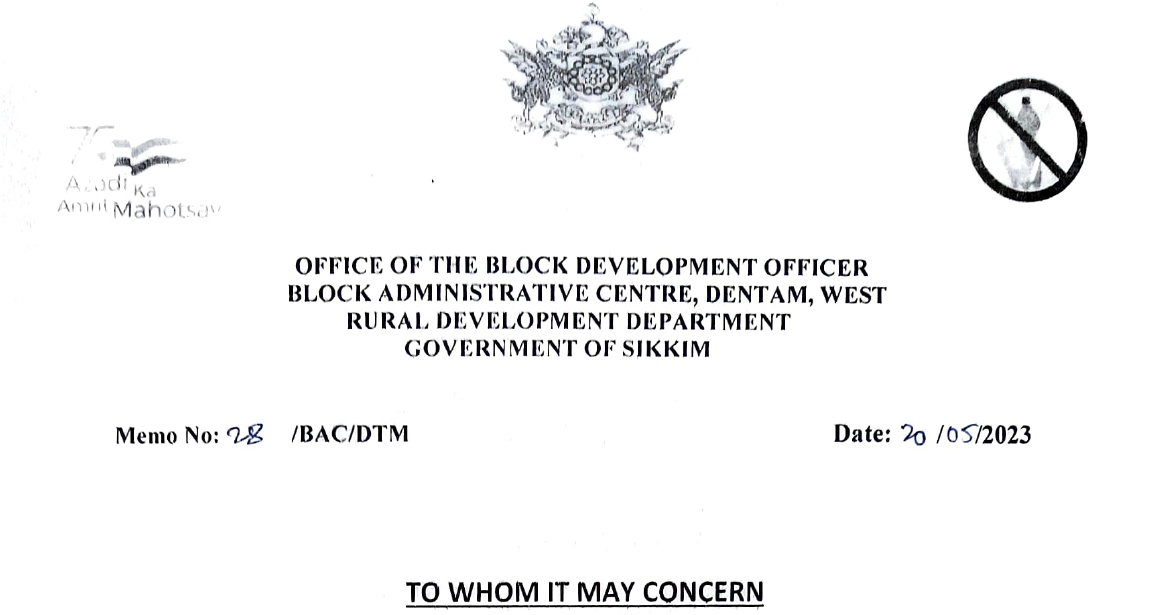 Azadi Ka
Amrit Mahotsav
OFFICE OF THE BLOCK DEVELOPMENT OFFICER
BLOCK ADMINISTRATIVE CENTRE, DENTAM, WEST
RURAL DEVELOPMENT DEPARTMENT
GOVERNMENT OF SIKKIM
Memo No: 28 /BAC/DTM
Date: 20/05/2023
TO WHOM IT MAY CONCERN